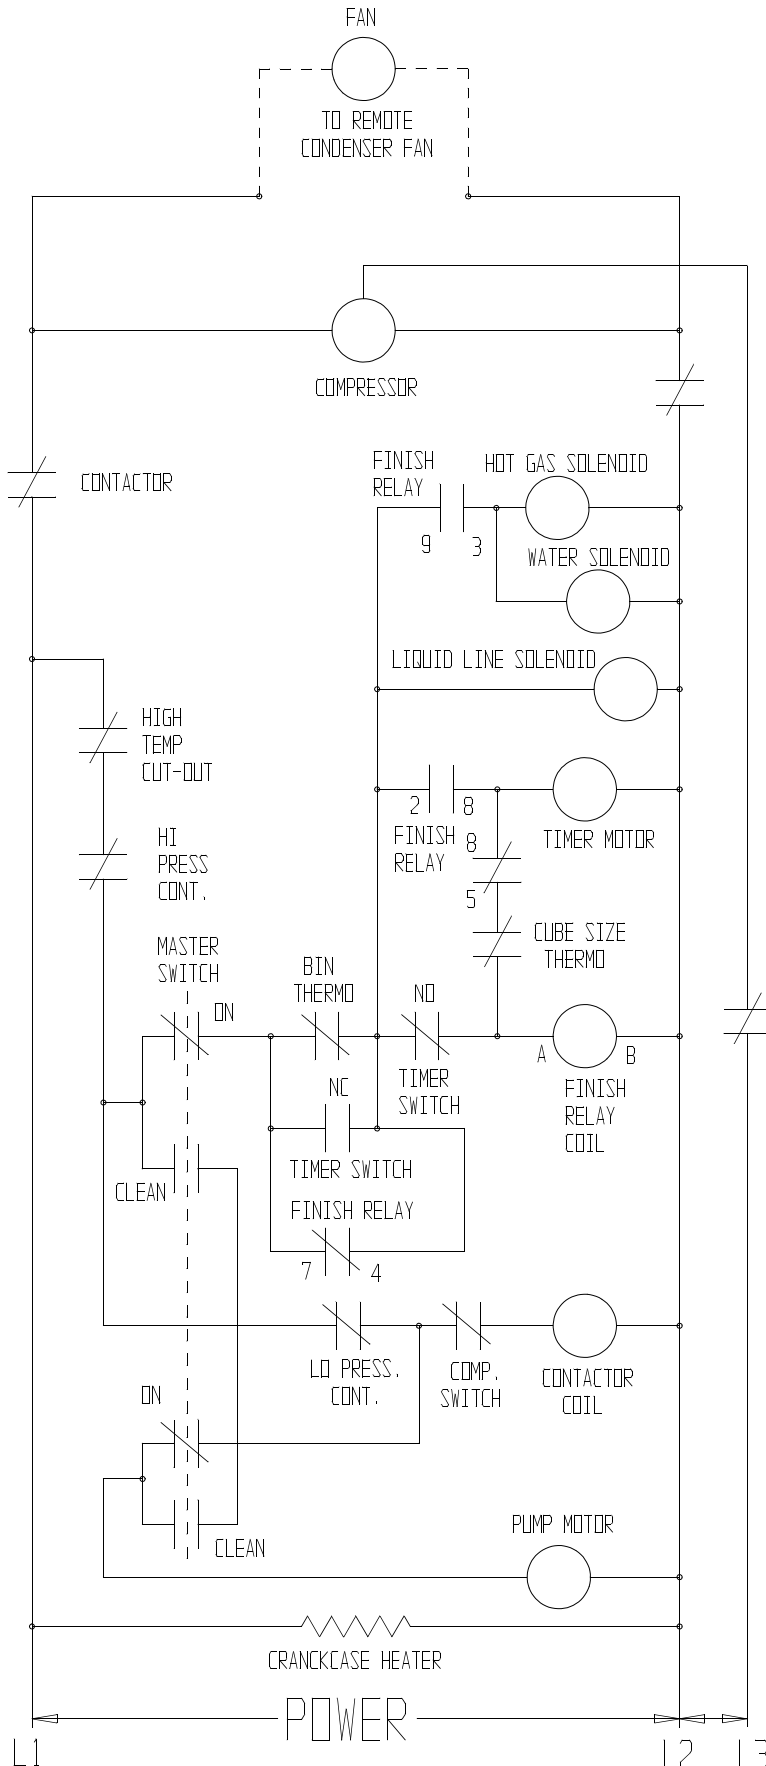 FAN
TO REMOTE
CONDENSER FAN
COMPRESSOR
CONTACTOR
FINISH
RELAY
HOT GAS SOLENOID
9
3
WATER SOLENOID
LIQUID LINE SOLENOID
HIGH
TEMP
CUT-OUT
2
8
FINISH
RELAY
TIMER MOTOR
8
5
HI
PRESS
CONT.
CUBE SIZE
THERMO
MASTER
SWITCH
ON
BIN
THERMO
NO
TIMER
SWITCH
A
B
FINISH
RELAY
COIL
NC
TIMER SWITCH
CLEAN
FINISH RELAY
7
4
LO PRESS.
CONT.
COMP.
SWITCH
CONTACTOR
COIL
ON
CLEAN
PUMP MOTOR
CRANCKCASE HEATER
POWER
L1
L2
L3